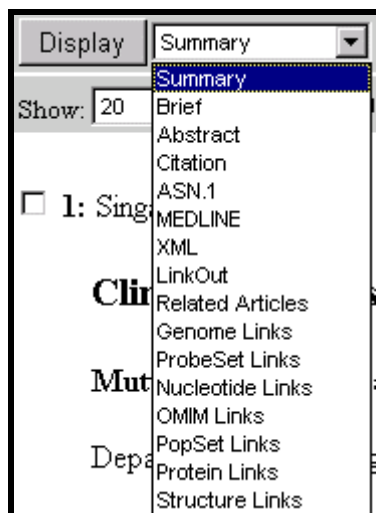 Display Summary
Summary
Show: 20 Brief
Abstract
Citation
1: ASN.1
MEDLINE
XML
LinkOut
Related Articles
Genome Links
ProbeSet Links
Nucleotide Links
OMIM Links
PopSet Links
Protein Links
Structure Links